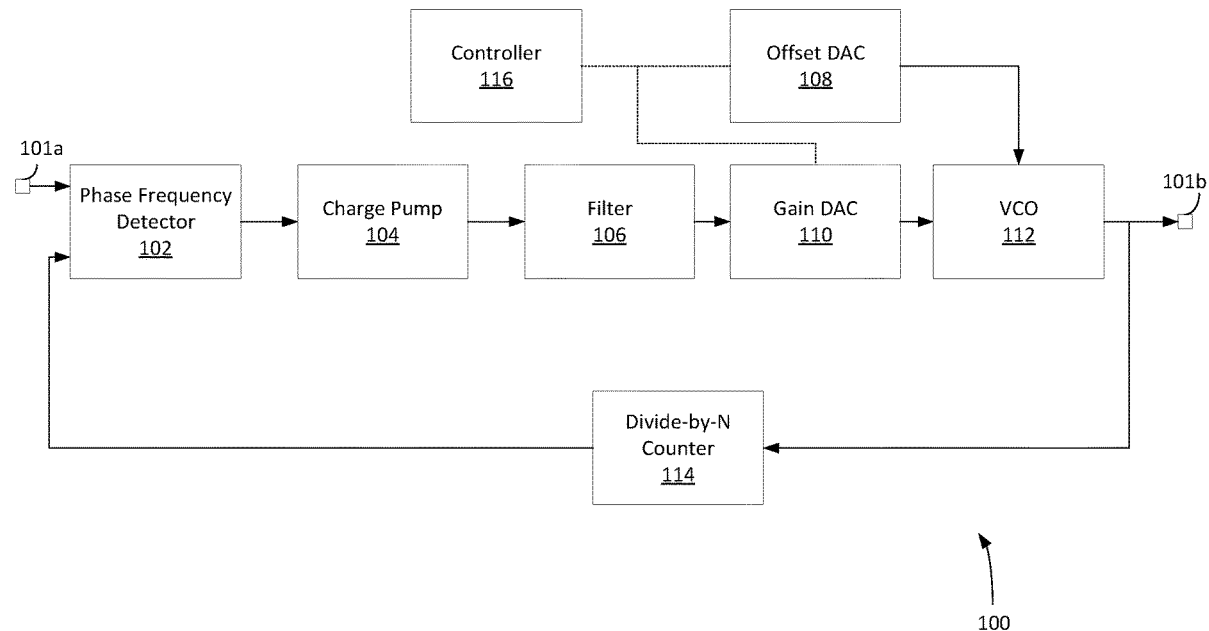 Controller
116
Offset DAC
108
101a
Phase Frequency
Detector
102
Charge Pump
104
Filter
106
Gain DAC
110
VCO
112
101b
Divide-by-N
Counter
114
100